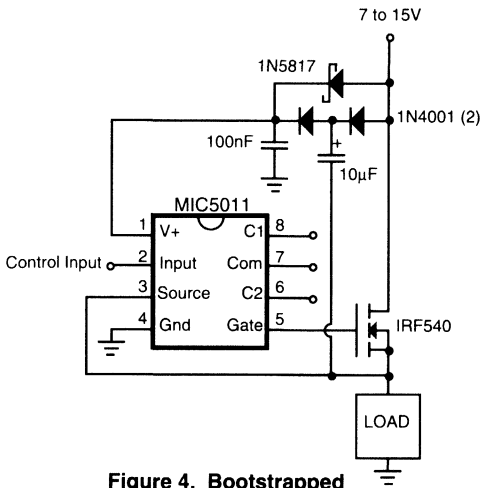 7 to 15V
1N5817
1N4001 (2)
100nF
+
10µF
MIC5011
1 V+ C1 8
Control Input 2 Input Com 7
3 Source C2 6
4 Gnd Gate 5
IRF540
LOAD
Figure 4. Bootstrapped